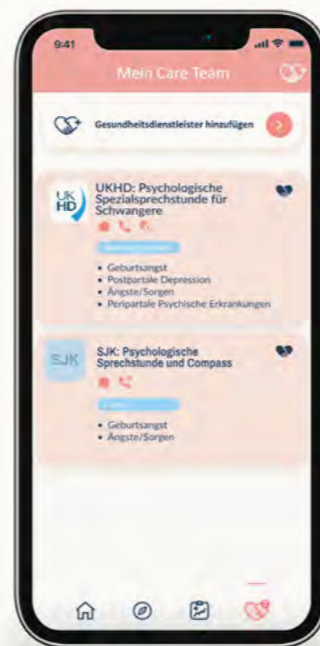 9:41
Mein Care Team
Gesundheitsdienstleister hinzufügen
UK
HD
UKHD: Psychologische
Spezialsprechstunde für
Schwangere
• Geburtsangst
• Postpartale Depression
• Ängste/Sorgen
• Peripartale Psychische Erkrankungen
SJK
SJK: Psychologische
Sprechstunde und Compass
• Geburtsangst
• Ängste/Sorgen